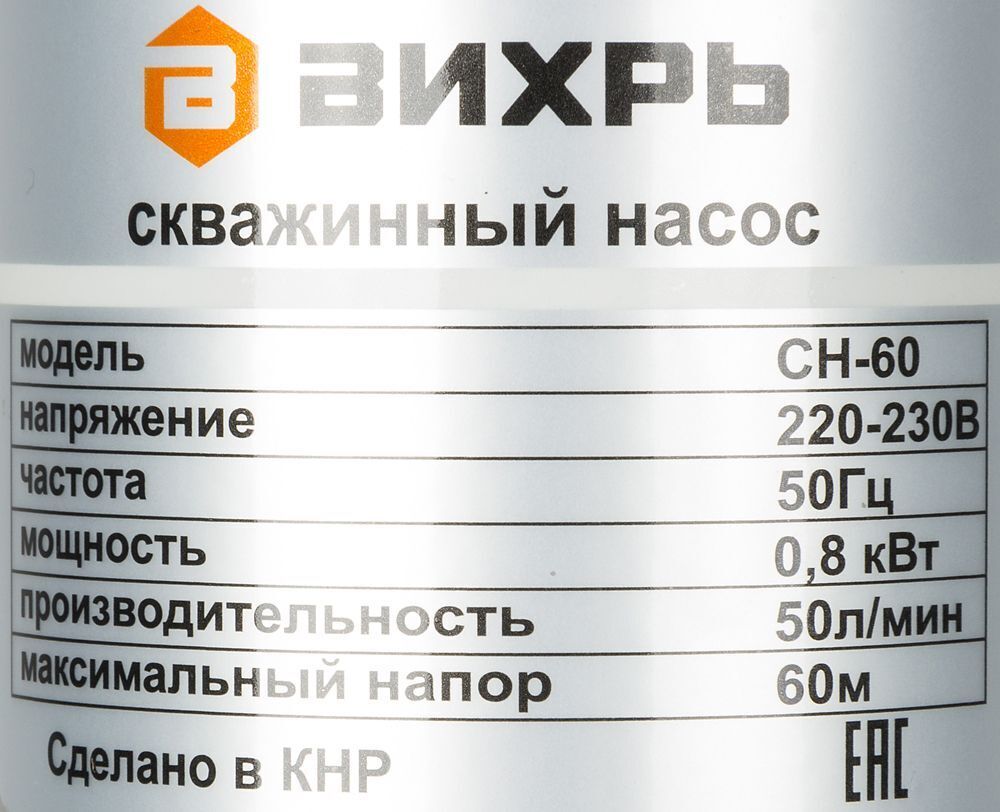 В ВИХРЬ
скважинный насос
модель СН-60
напряжение 220-230В
частота 50Гц
мощность 0,8 кВт
производительность 50л/мин
максимальный напор 60м
Сделано в КНР ЕАС